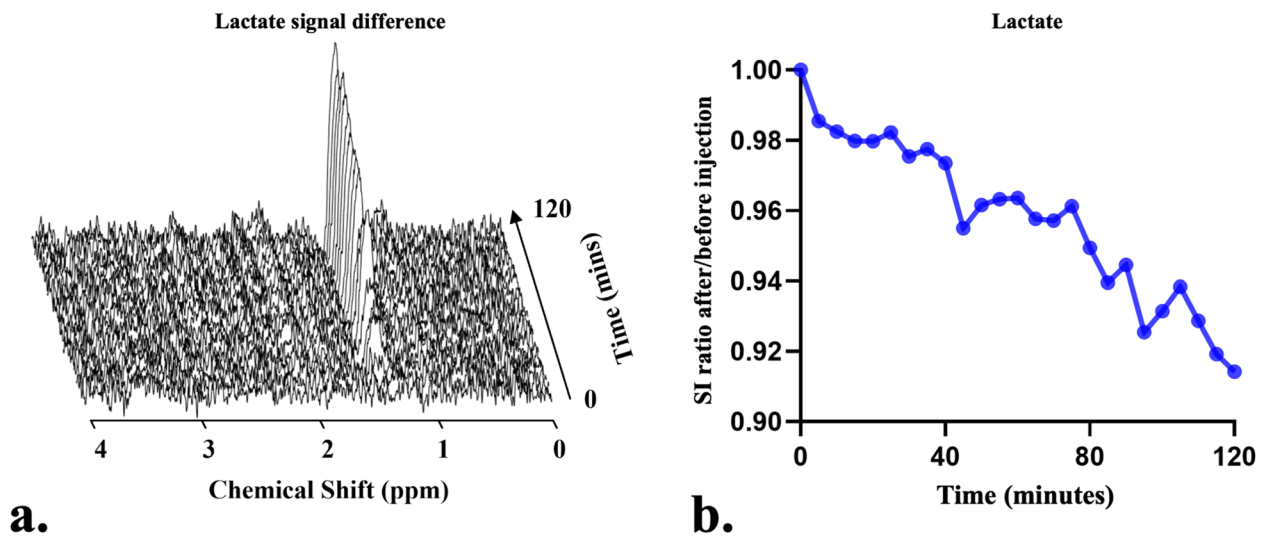 Lactate signal difference
120
Time (mins)
0
4 3 2 1 0
Chemical Shift (ppm)
a.
Lactate
SI ratio after/before injection
1.00
0.98
0.96
0.94
0.92
0.90
0 40 80 120
Time (minutes)
b.